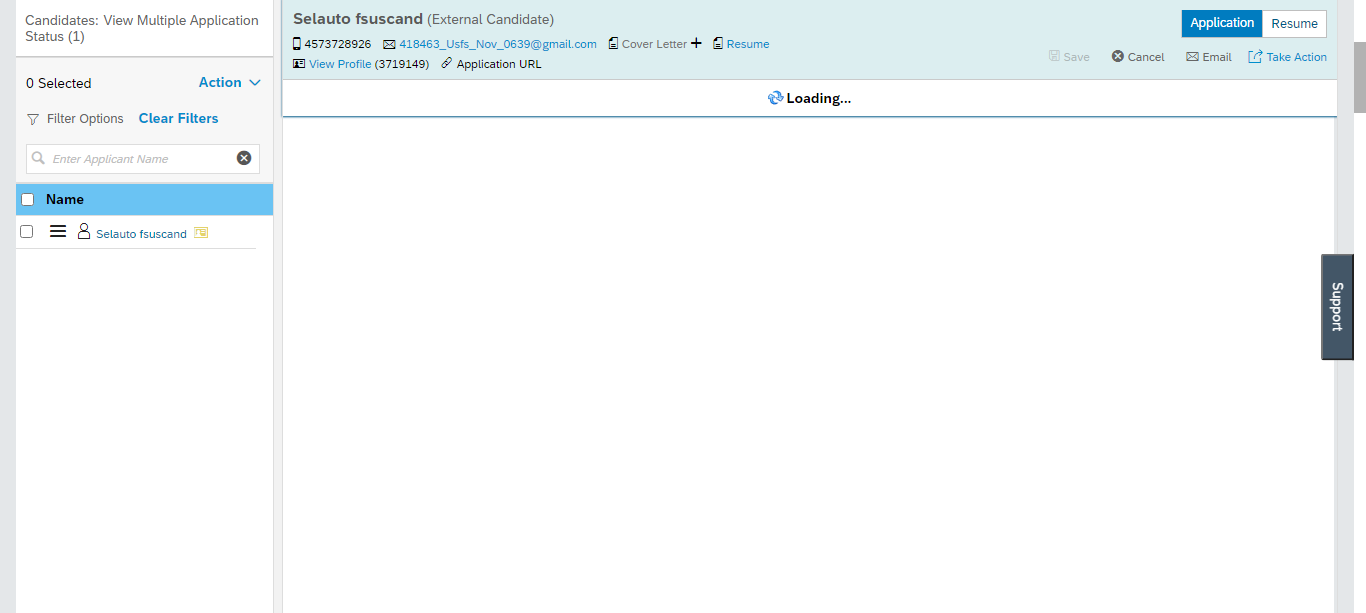 Candidates: View Multiple Application
Status (1)
0 Selected
Action
Filter Options
Clear Filters
Enter Applicant Name
Name
Selauto fsuscand
Selauto fsuscand (External Candidate)
4573728926
418463_Usfs_Nov_0639@gmail.com
Cover Letter
Resume
View Profile (3719149)
Application URL
Application
Resume
Save
Cancel
Email
Take Action
Loading...
Support